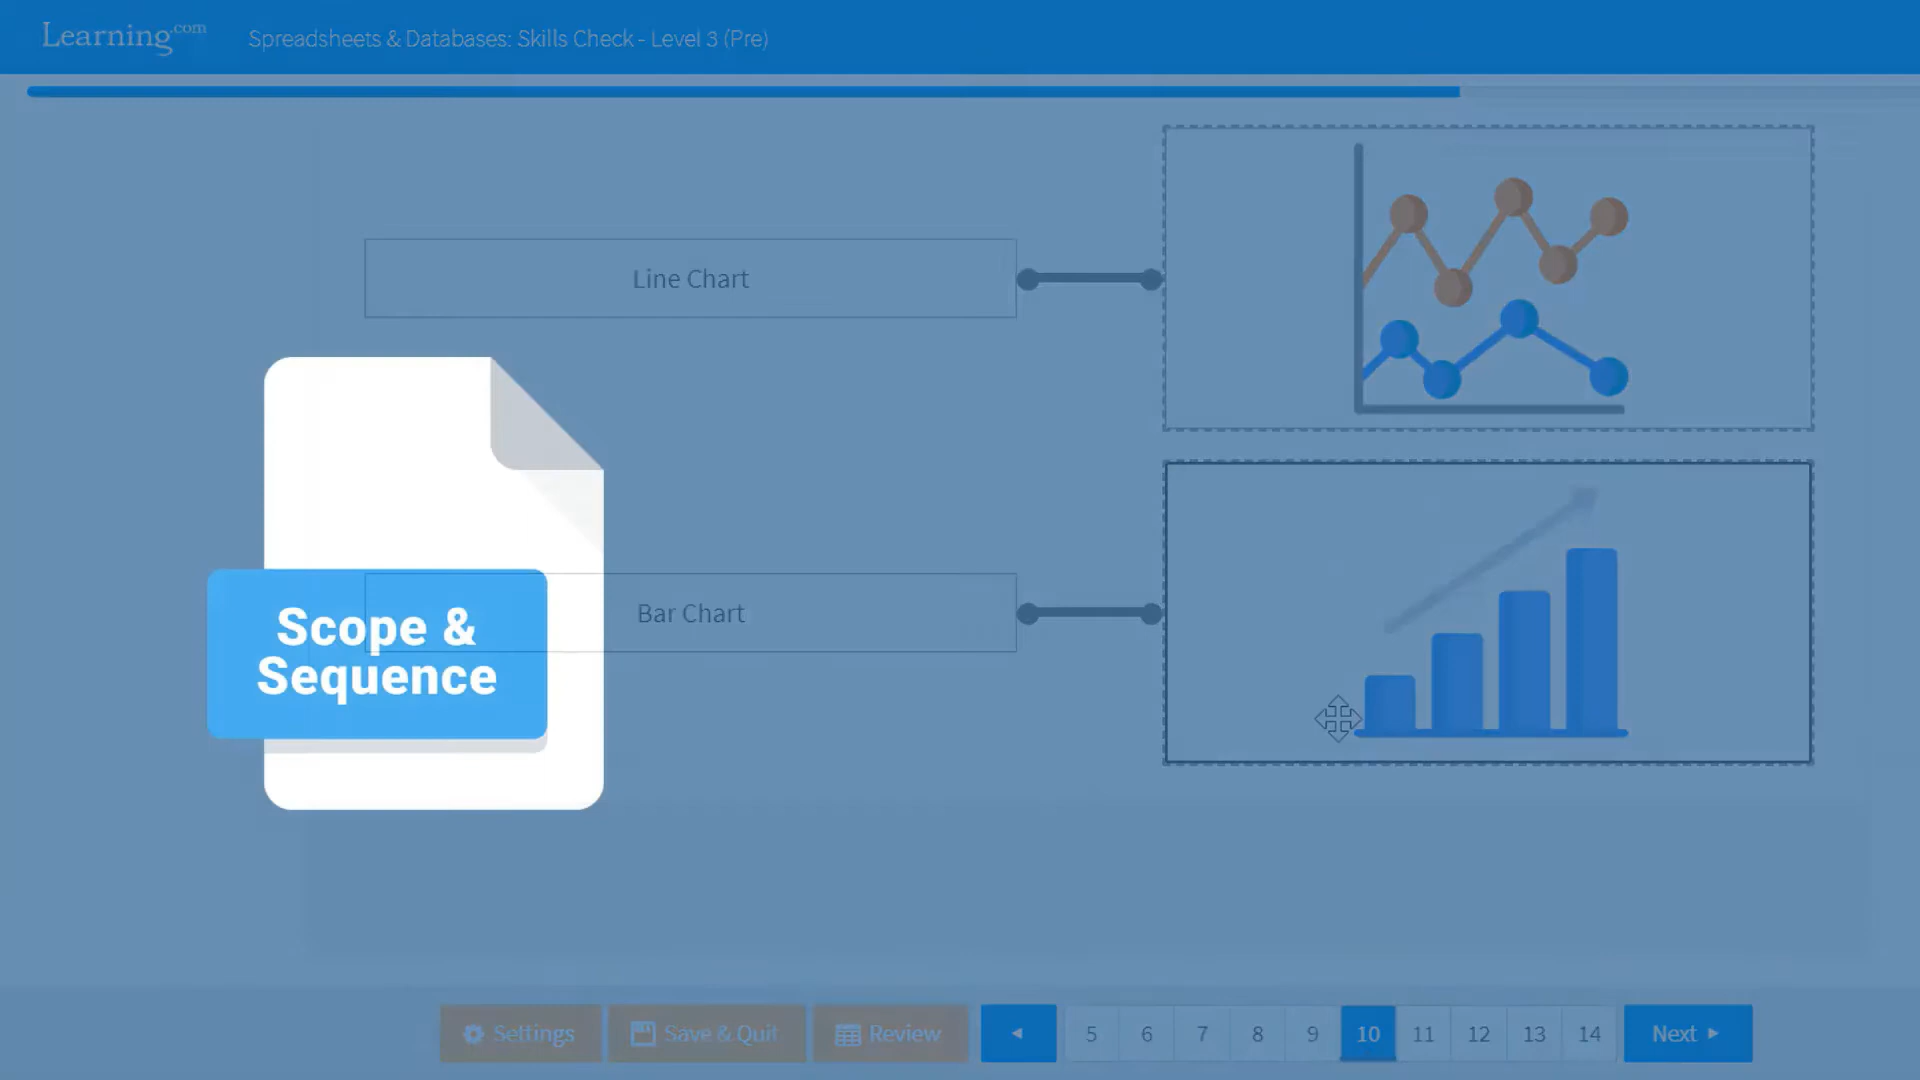 Learning.com
Spreadsheets & Databases: Skills Check - Level 3 (Pre)
Line Chart
Bar Chart
Scope &
Sequence
Settings
Save & Quit
Review
5 6 7 8 9 10 11 12 13 14
Next